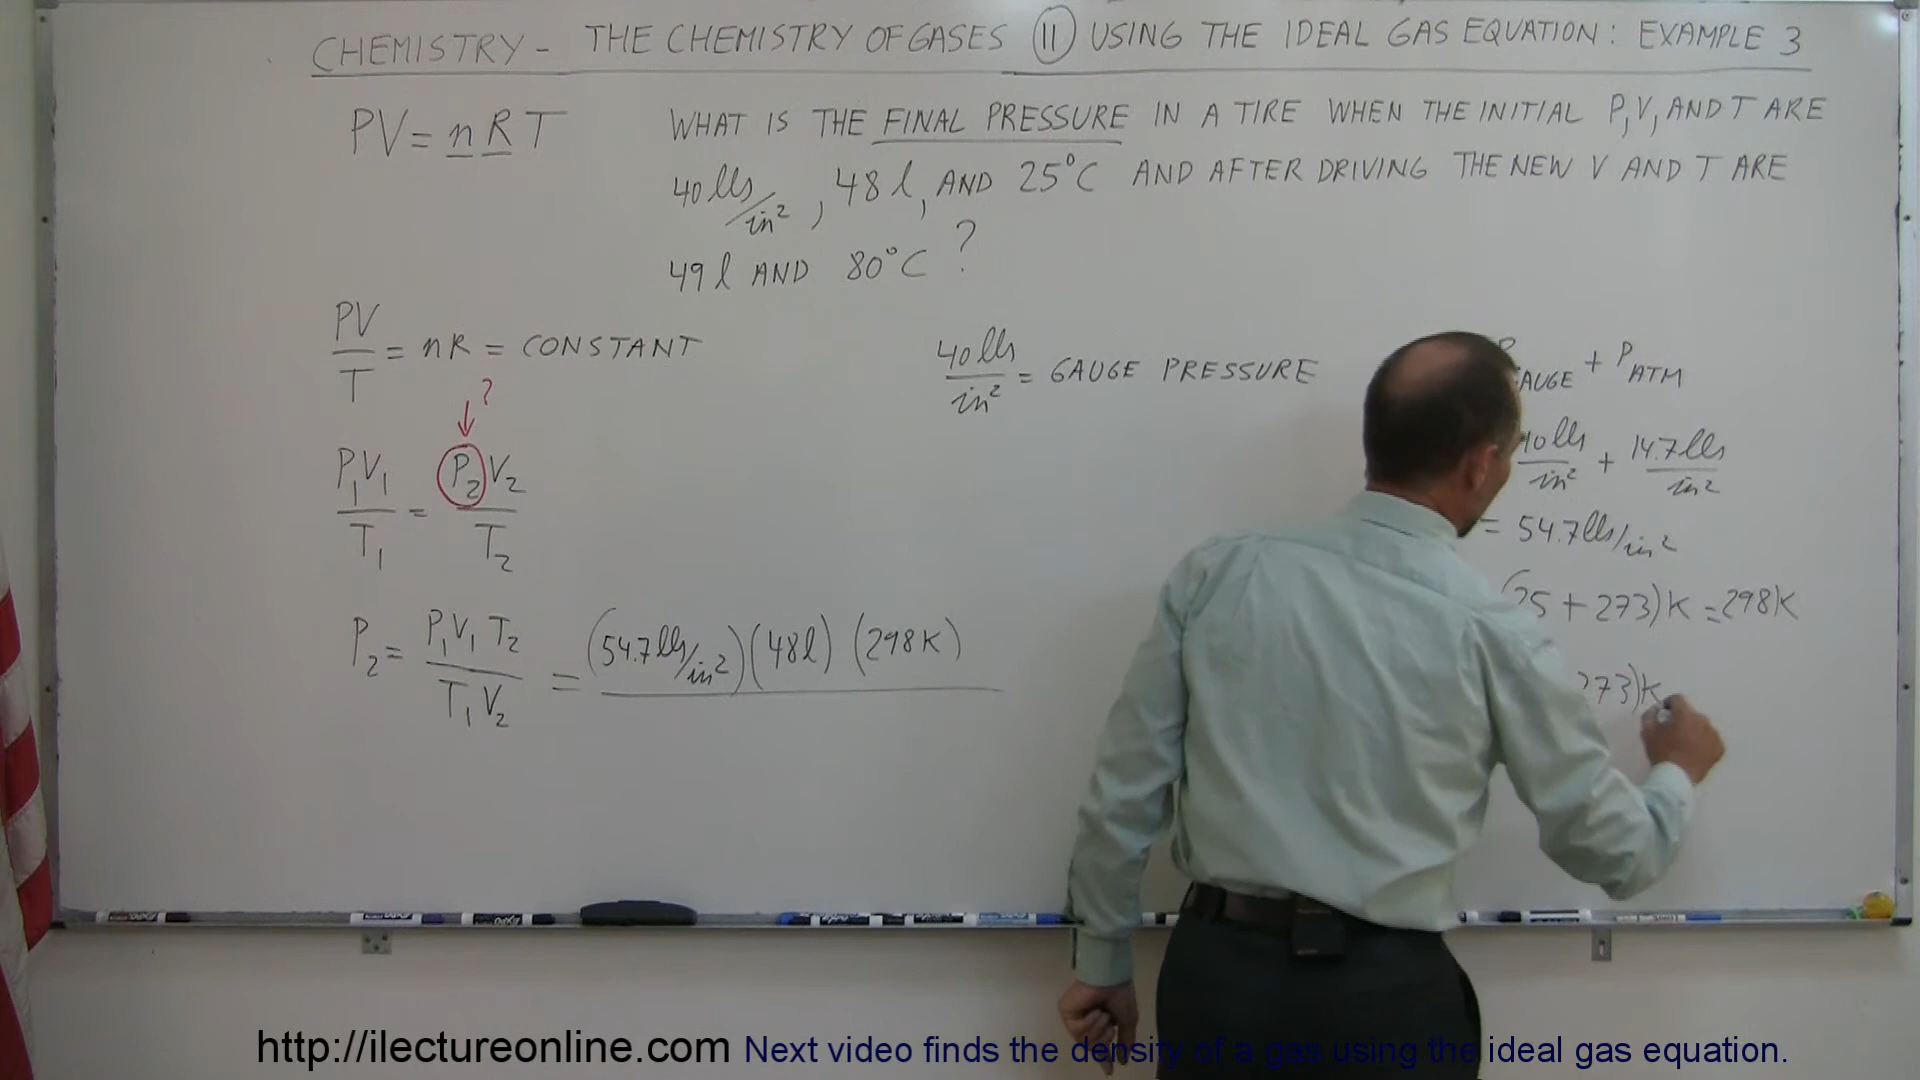 CHEMISTRY - THE CHEMISTRY OF GASES 11 USING THE IDEAL GAS EQUATION: EXAMPLE 3
PV = nRT
WHAT IS THE FINAL PRESSURE IN A TIRE WHEN THE INITIAL P, V, AND T ARE
40 lbs/in², 48 l, AND 25°C AND AFTER DRIVING THE NEW V AND T ARE
49 l AND 80°C ?
PV/T = nR = CONSTANT
?
P₁V₁/T₁ = P₂V₂/T₂
P₂ = P₁V₁T₂/T₁V₂ = (54.7 lbs/in²)(48 l)(298 K)
40 lbs/in² = GAUGE PRESSURE
AUGE + P ATM
40 lbs/in² + 14.7 lbs/in²
= 54.7 lbs/in²
(25 + 273)K = 298K
273)K
http://ilectureonline.com Next video finds the density of a gas using the ideal gas equation.